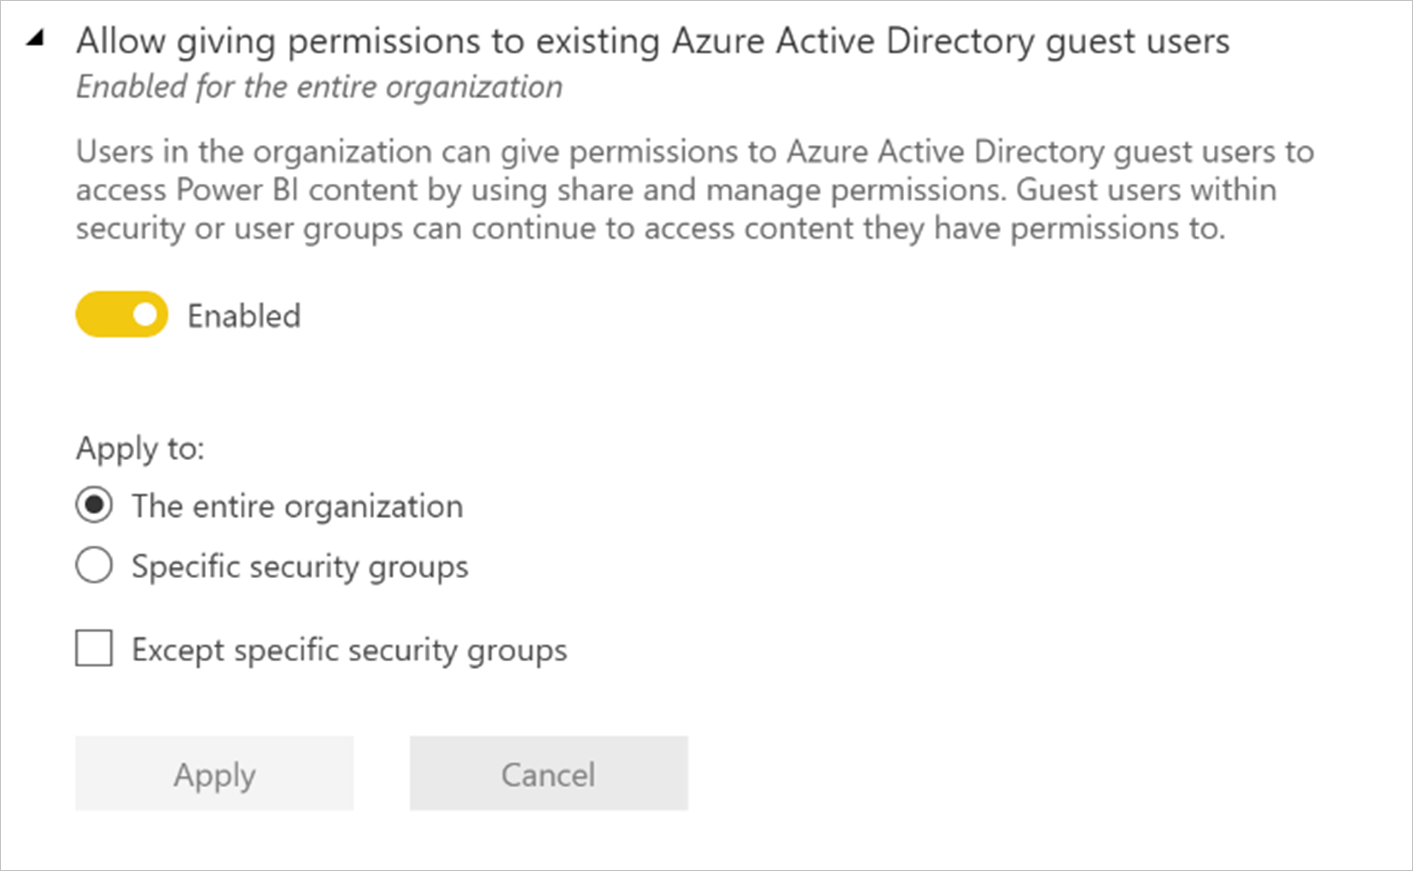 Allow giving permissions to existing Azure Active Directory guest users
Enabled for the entire organization
Users in the organization can give permissions to Azure Active Directory guest users to
access Power BI content by using share and manage permissions. Guest users within
security or user groups can continue to access content they have permissions to.
Enabled
Apply to:
The entire organization
Specific security groups
Except specific security groups
Apply
Cancel